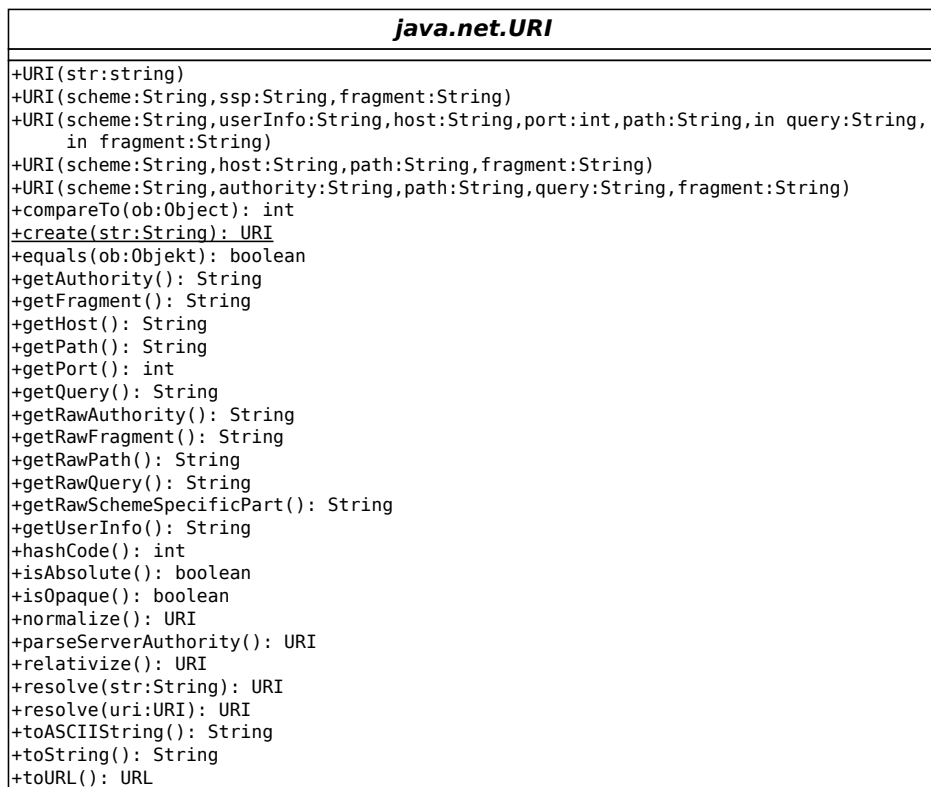 java.net.URI
+URI(str:string)
+URI(scheme:String,ssp:String,fragment:String)
+URI(scheme:String,userInfo:String,host:String,port:int,path:String,in query:String,
in fragment:String)
+URI(scheme:String,host:String,path:String,fragment:String)
+URI(scheme:String,authority:String,path:String,query:String,fragment:String)
+compareTo(ob:Object): int
+create(str:String): URI
+equals(ob:Objekt): boolean
+getAuthority(): String
+getFragment(): String
+getHost(): String
+getPath(): String
+getPort(): int
+getQuery(): String
+getRawAuthority(): String
+getRawFragment(): String
+getRawPath(): String
+getRawQuery(): String
+getRawSchemeSpecificPart(): String
+getUserInfo(): String
+hashCode(): int
+isAbsolute(): boolean
+isOpaque(): boolean
+normalize(): URI
+parseServerAuthority(): URI
+relativize(): URI
+resolve(str:String): URI
+resolve(uri:URI): URI
+toASCIIString(): String
+toString(): String
+toURL(): URL